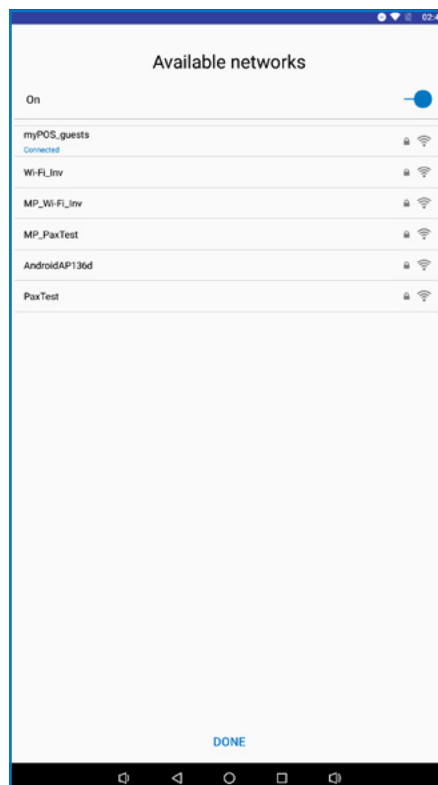 Available networks
On
myPOS_guests
Connected
Wi-Fi_Inv
MP_Wi-Fi_Inv
MP_PaxTest
AndroidAP136d
PaxTest
DONE